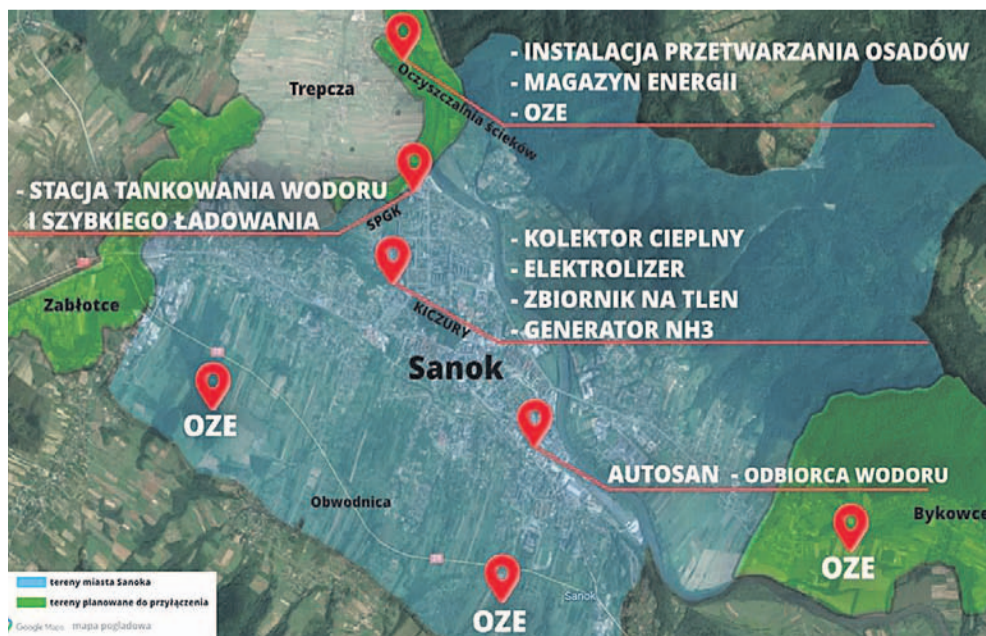 - INSTALACJA PRZETWARZANIA OSADÓW
- MAGAZYN ENERGII
- OZE
Trepcza
Oczyszczalnia ścieków
- STACJA TANKOWANIA WODORU
I SZYBKIEGO ŁADOWANIA
SPGK
- KOLEKTOR CIEPLNY
- ELEKTROLIZER
- ZBIORNIK NA TLEN
- GENERATOR NH3
KICZURY
Zabłotce
Sanok
OZE
AUTOSAN - ODBIORCA WODORU
Obwodnica
Bykowce
OZE
OZE
Sanok
tereny miasta Sanoka
tereny planowane do przyłączenia
Google Maps mapa poglądowa